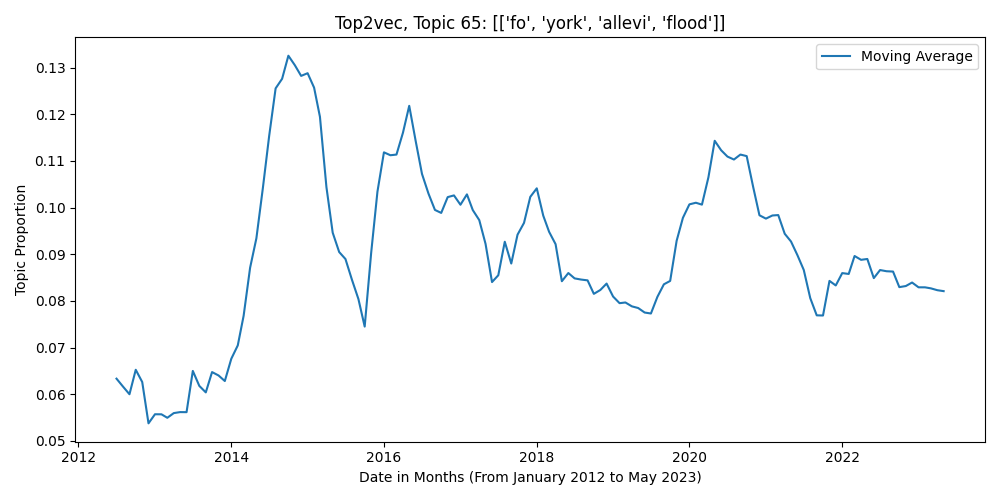 Top2vec, Topic 65: [['fo', 'york', 'allevi', 'flood']]
Moving Average
0.13
0.12
0.11
0.10
0.09
0.08
0.07
0.06
0.05
Topic Proportion
2012 2014 2016 2018 2020 2022
Date in Months (From January 2012 to May 2023)